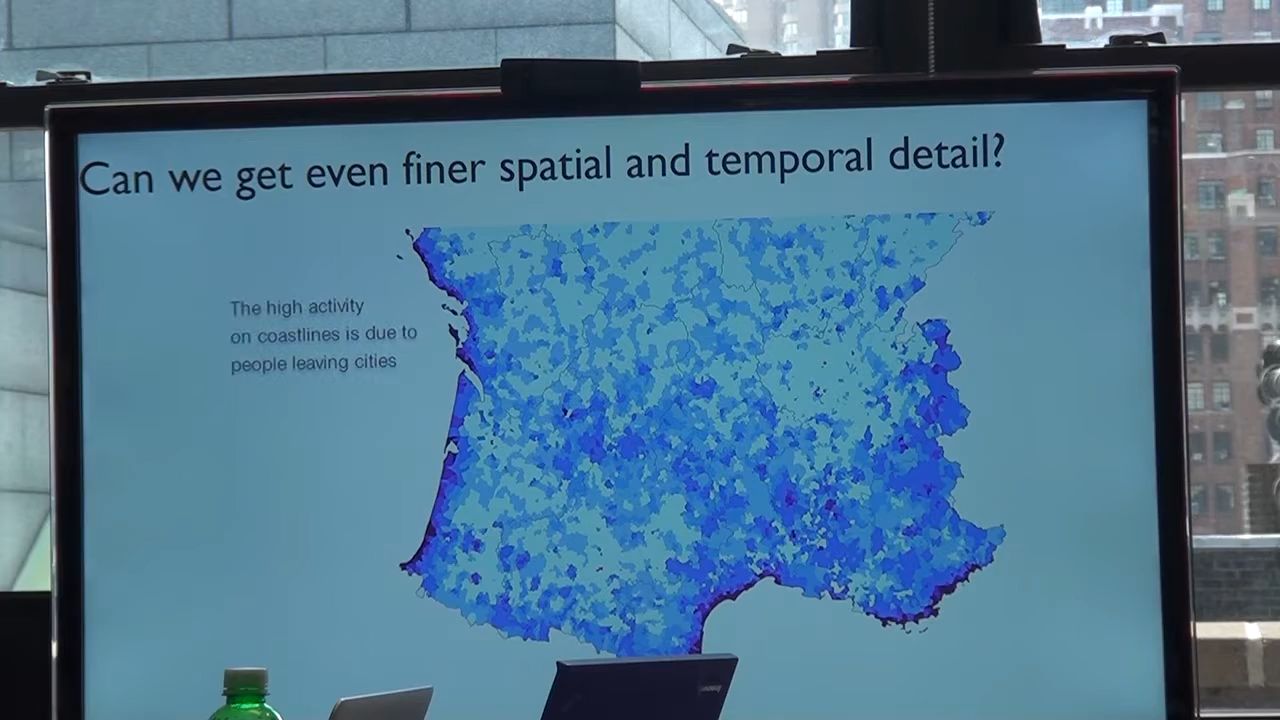 Can we get even finer spatial and temporal detail?
The high activity
on coastlines is due to
people leaving cities
lenovo